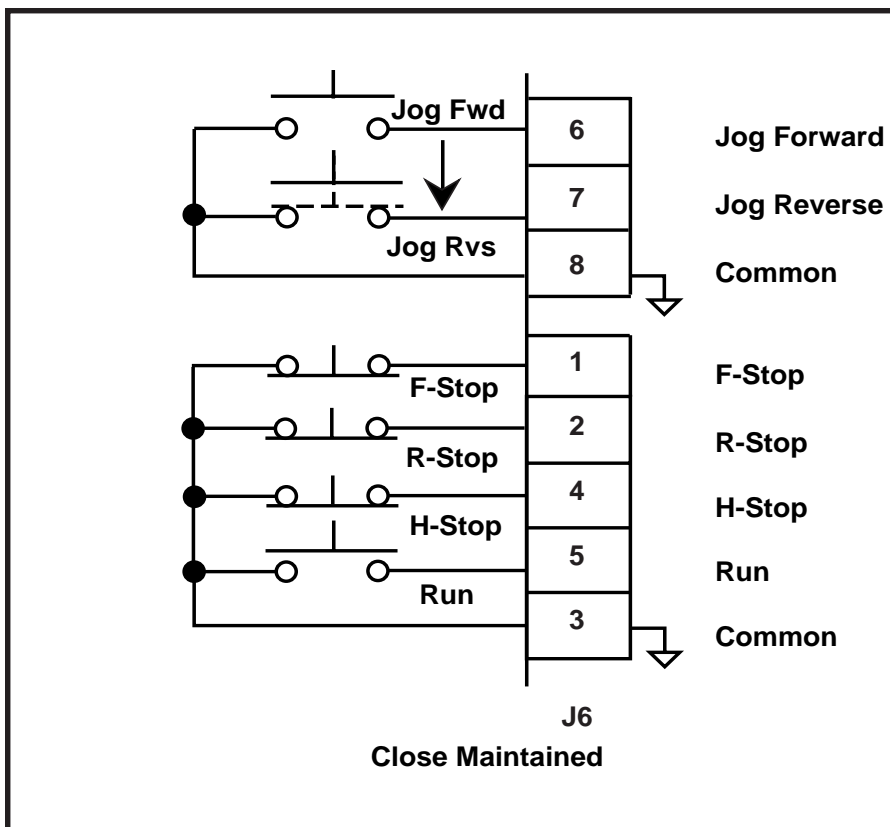 Jog Fwd
6
Jog Forward
7
Jog Reverse
Jog Rvs
8
Common
1
F-Stop
F-Stop
2
R-Stop
R-Stop
4
H-Stop
H-Stop
5
Run
Run
3
Common
J6
Close Maintained